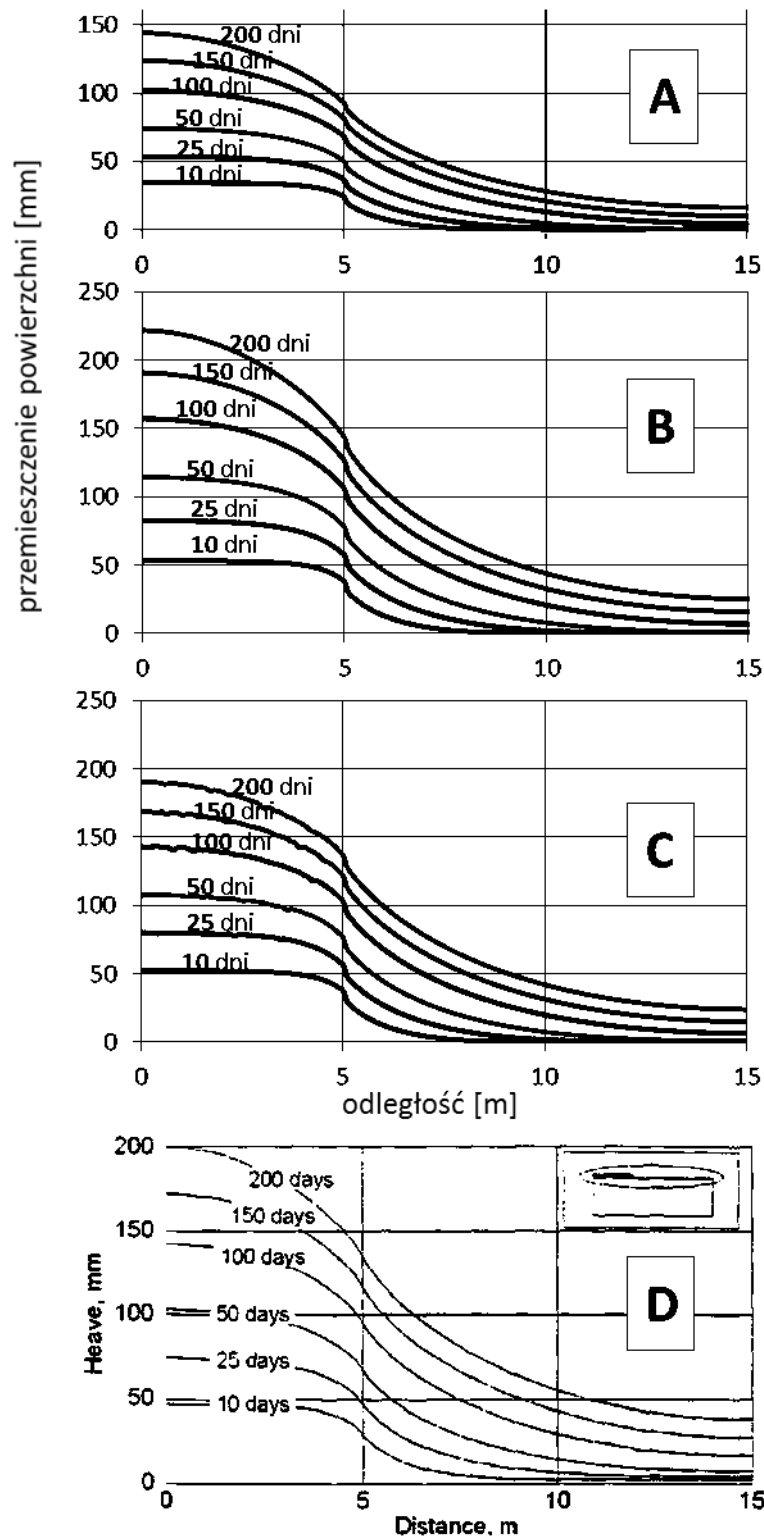 przemieszczenie powierzchni [mm]
150
100
50
0
200 dni
150 dni
100 dni
50 dni
25 dni
10 dni
A
0 5 10 15
250
200
150
100
50
0
200 dni
150 dni
100 dni
50 dni
25 dni
10 dni
B
0 5 10 15
250
200
150
100
50
0
200 dni
150 dni
100 dni
50 dni
25 dni
10 dni
C
0 5 10 15
odległość [m]
Heave, mm
200
150
100
50
0
200 days
150 days
100 days
50 days
25 days
10 days
D
0 5 10 15
Distance, m